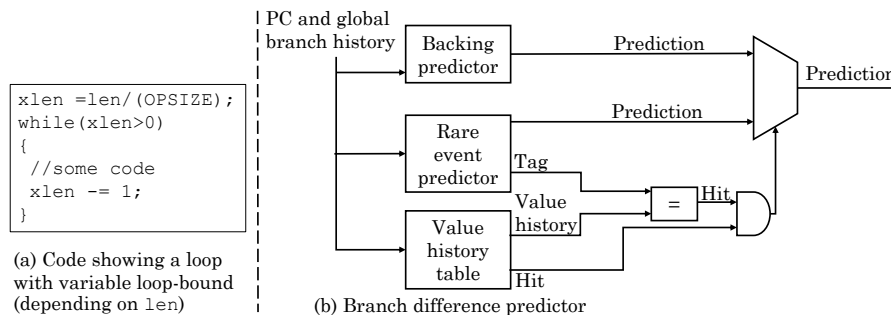 xlen =len/(OPSIZE);
while(xlen>0)
{
//some code
xlen -= 1;
}
(a) Code showing a loop
with variable loop-bound
(depending on len)
PC and global
branch history
Backing
predictor
Prediction
Prediction
Rare
event
predictor
Prediction
Tag
Value
history
=
Hit
Value
history
table
Hit
(b) Branch difference predictor